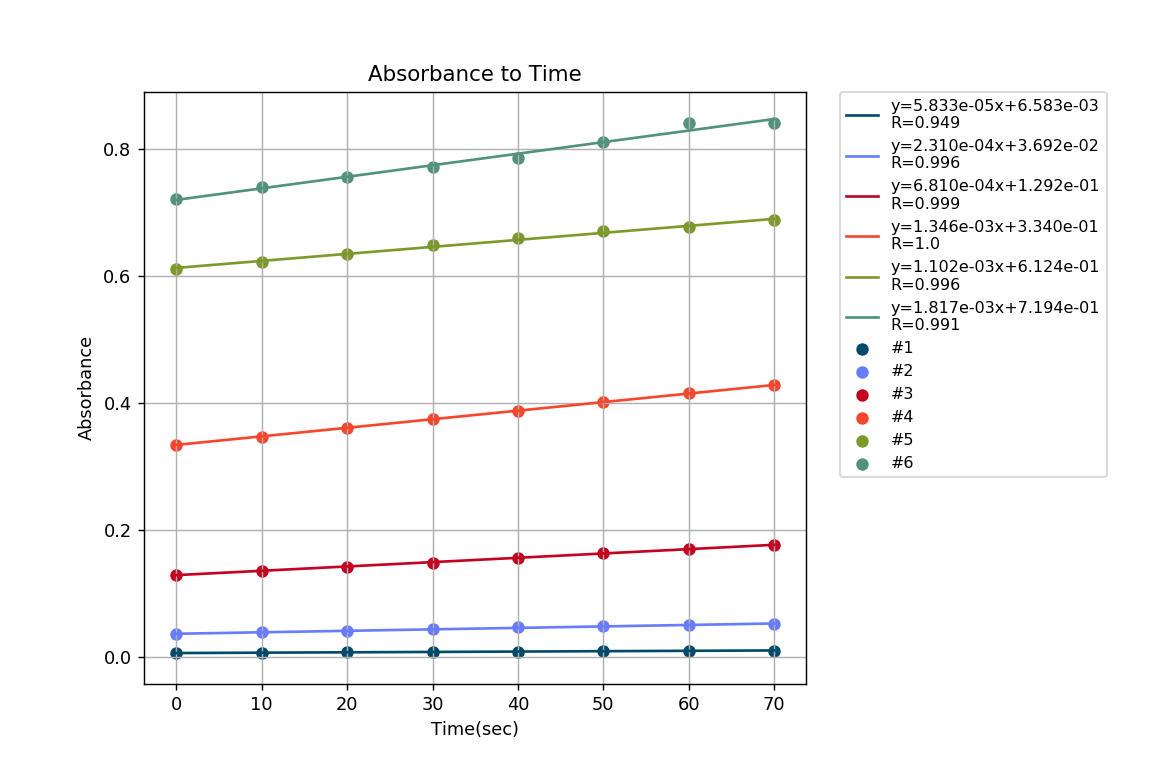 Absorbance to Time
0.8
0.6
0.4
0.2
0.0
Absorbance
0 10 20 30 40 50 60 70
Time(sec)
y=5.833e-05x+6.583e-03
R=0.949
y=2.310e-04x+3.692e-02
R=0.996
y=6.810e-04x+1.292e-01
R=0.999
y=1.346e-03x+3.340e-01
R=1.0
y=1.102e-03x+6.124e-01
R=0.996
y=1.817e-03x+7.194e-01
R=0.991
#1
#2
#3
#4
#5
#6